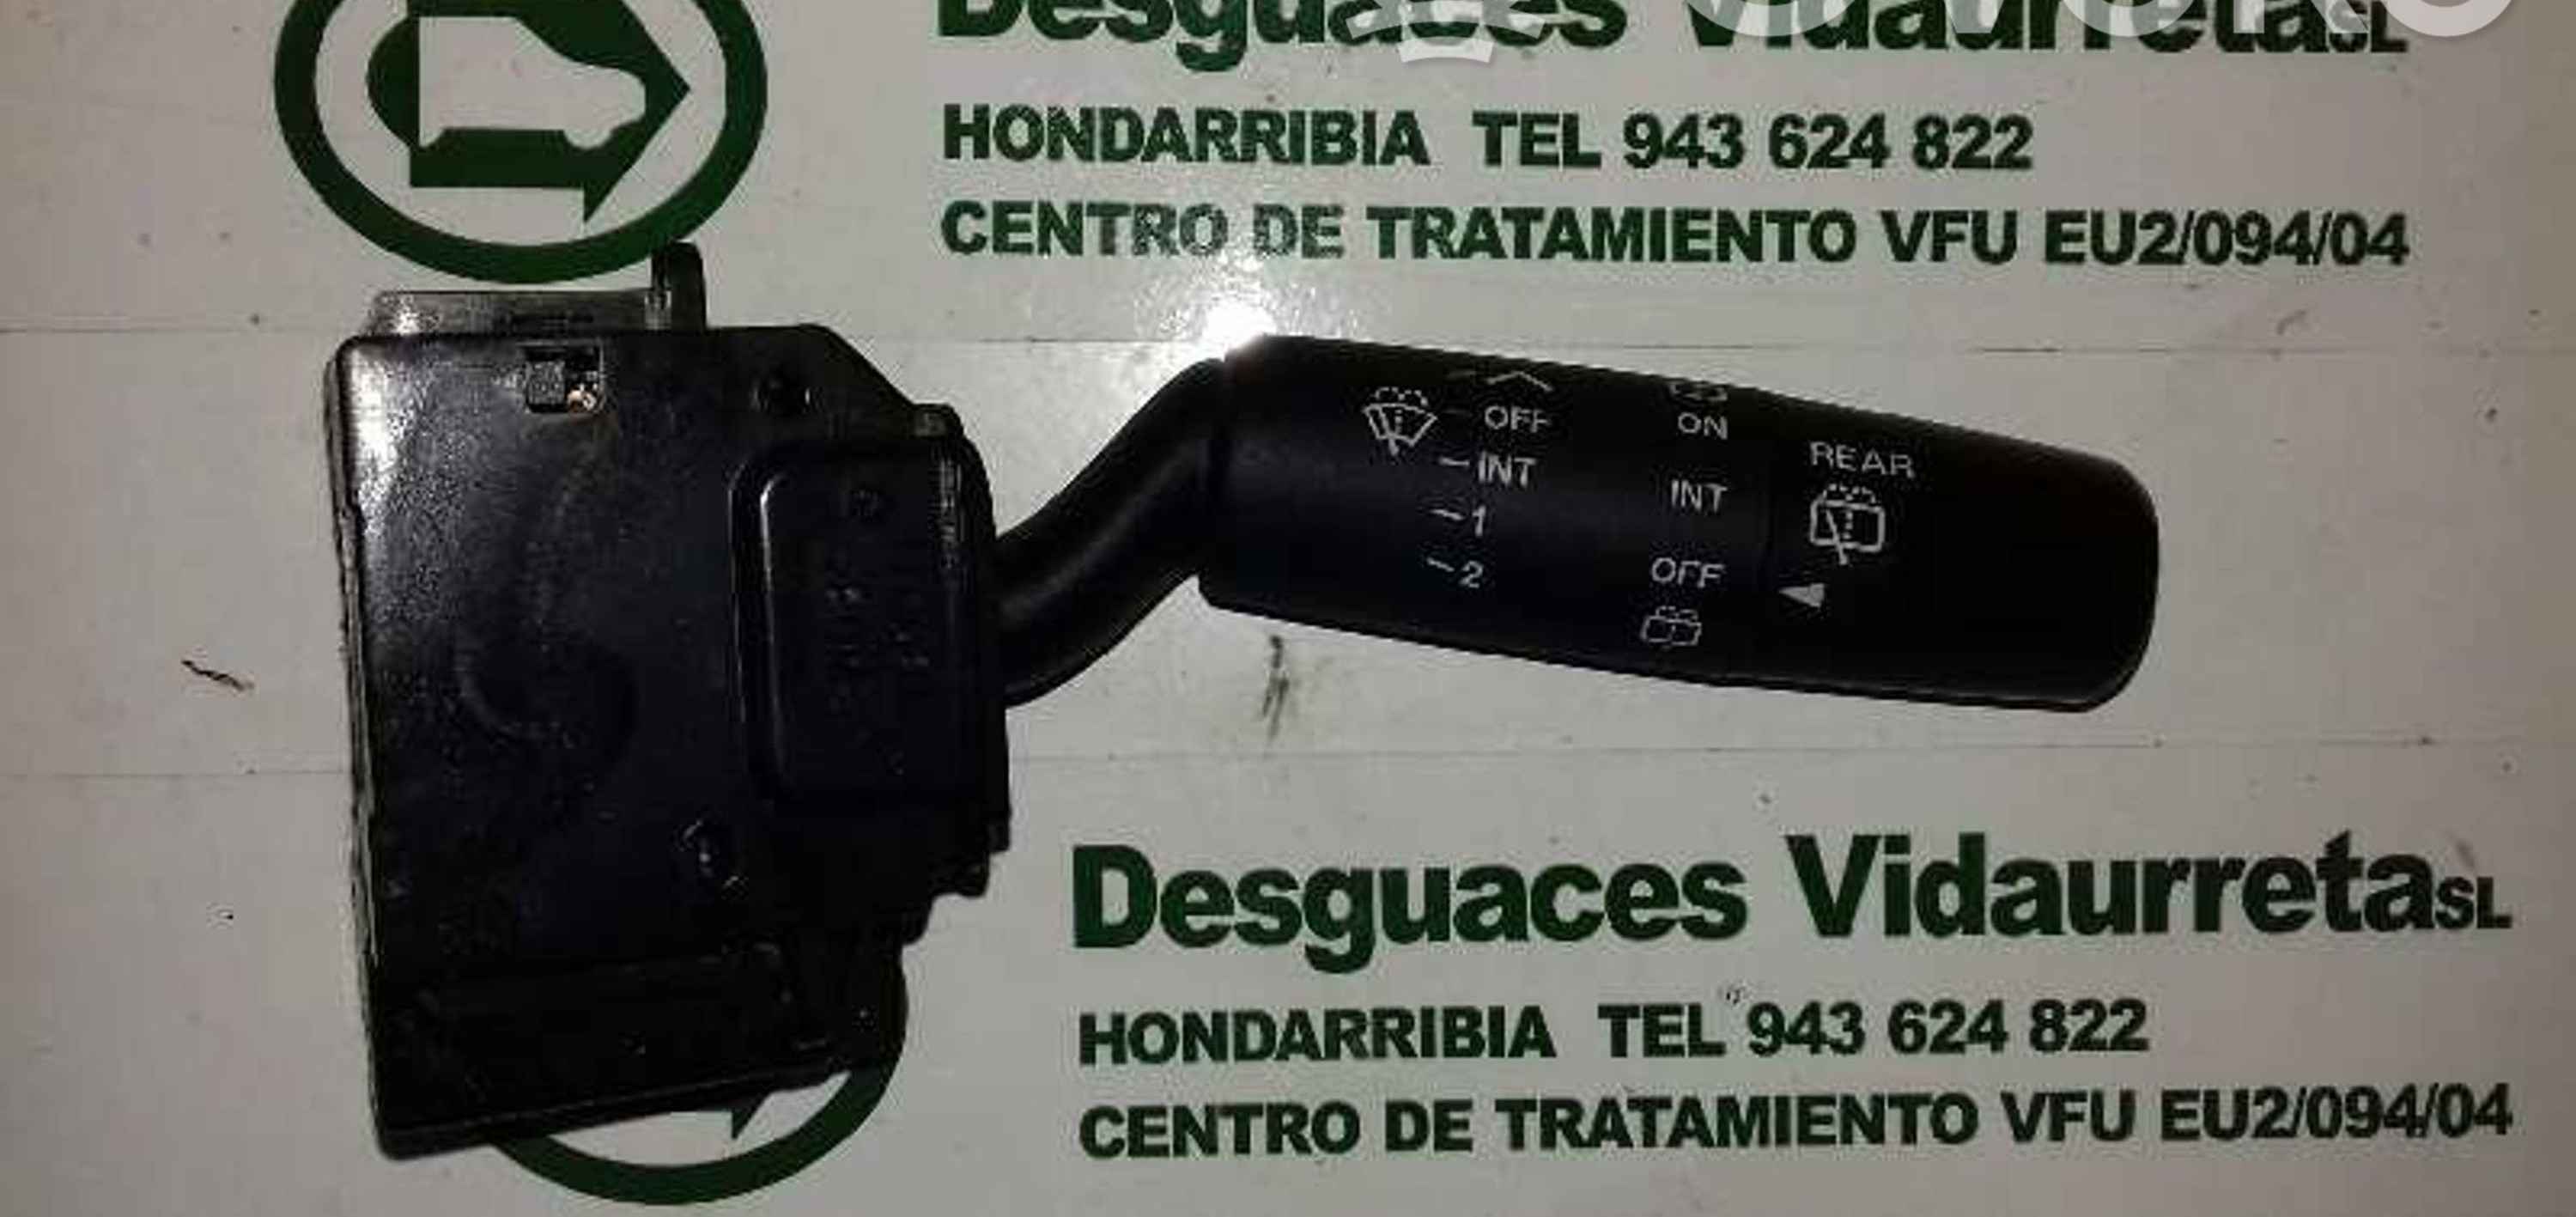 Desguaces Vidaurreta SL
HONDARRIBIA TEL 943 624 822
CENTRO DE TRATAMIENTO VFU EU2/094/04
OFF
INT
1
2
ON
INT
OFF
REAR
Desguaces Vidaurreta SL
HONDARRIBIA TEL 943 624 822
CENTRO DE TRATAMIENTO VFU EU2/094/04